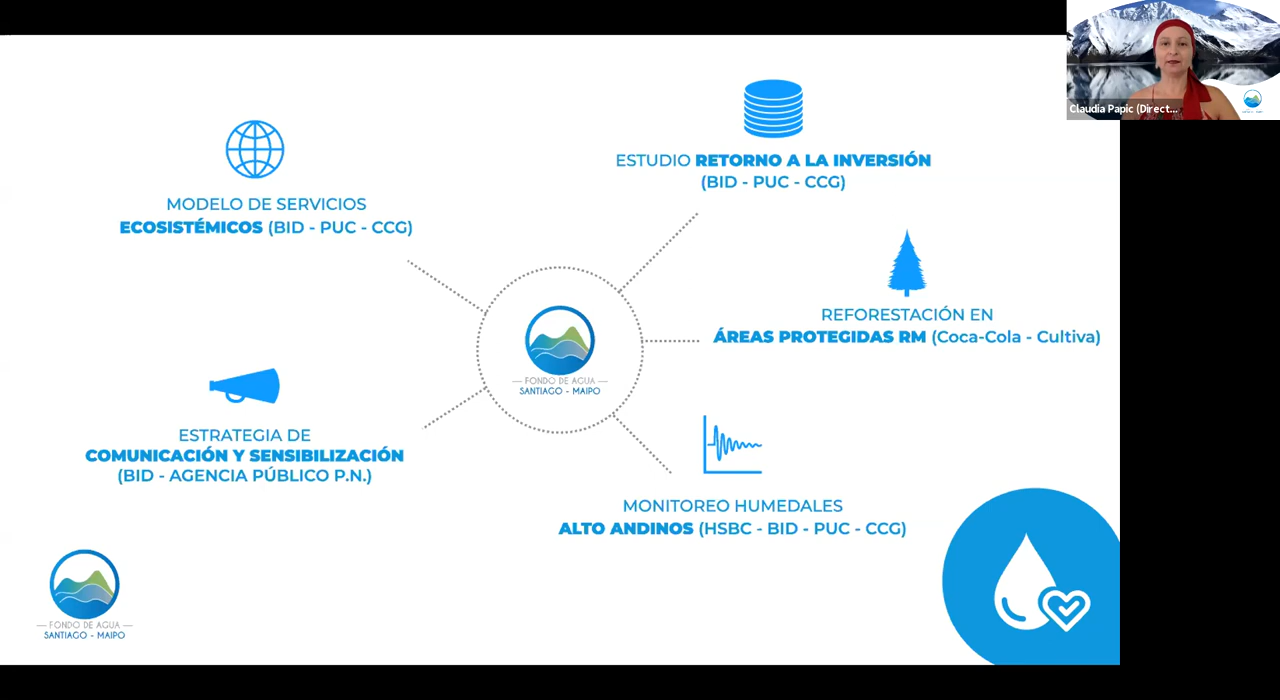 MODELO DE SERVICIOS
ECOSISTÉMICOS (BID - PUC - CCG)
ESTUDIO RETORNO A LA INVERSIÓN
(BID - PUC - CCG)
REFORESTACIÓN EN
ÁREAS PROTEGIDAS RM (Coca-Cola - Cultiva)
FONDO DE AGUA
SANTIAGO - MAIPO
ESTRATEGIA DE
COMUNICACIÓN Y SENSIBILIZACIÓN
(BID - AGENCIA PÚBLICO P.N.)
MONITOREO HUMEDALES
ALTO ANDINOS (HSBC - BID - PUC - CCG)
FONDO DE AGUA
SANTIAGO - MAIPO
Claudia Papic (Direct...